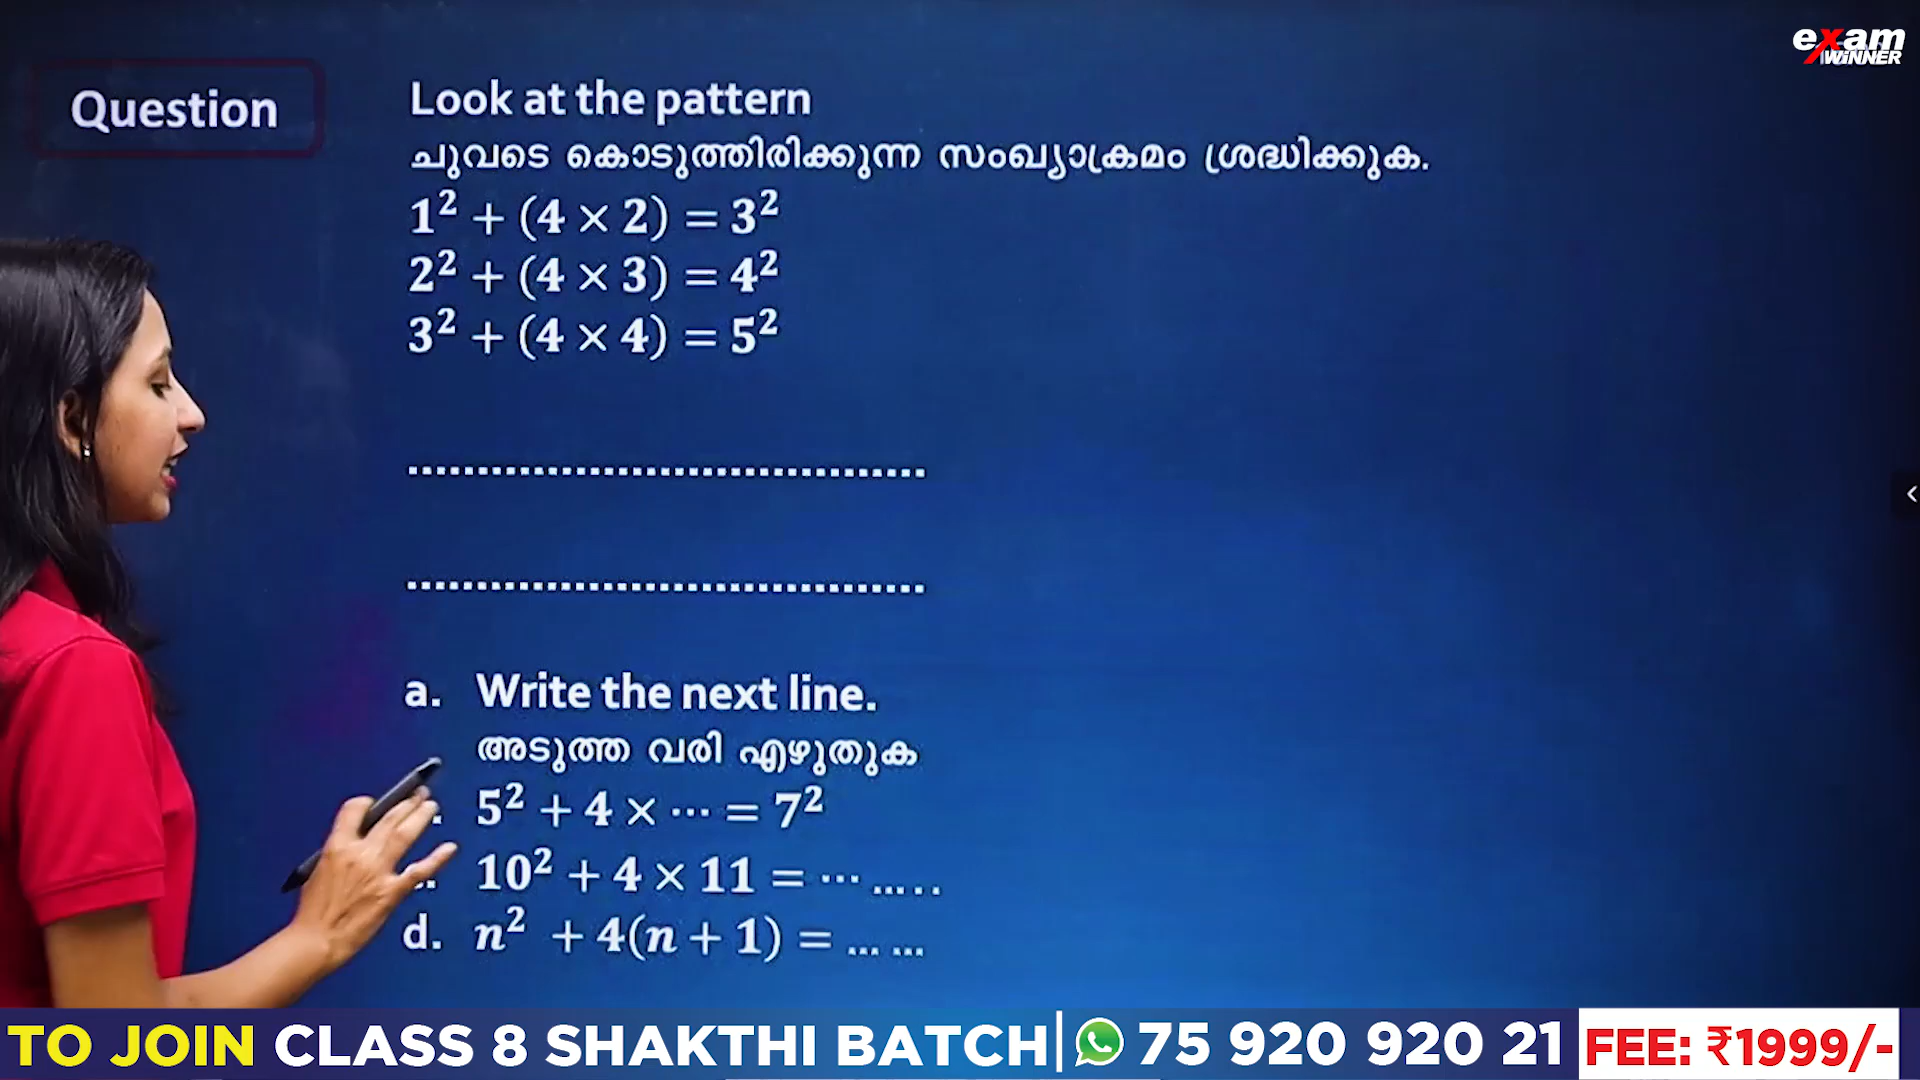 exam
WiNNER
Question
Look at the pattern
ചുവടെ കൊടുത്തിരിക്കുന്ന സംഖ്യാക്രമം ശ്രദ്ധിക്കുക.
1² + (4 × 2) = 3²
2² + (4 × 3) = 4²
3² + (4 × 4) = 5²
.....................................
.....................................
a. Write the next line.
അടുത്ത വരി എഴുതുക
5² + 4 × ⋯ = 7²
10² + 4 × 11 = ⋯ ... . .
d. n² + 4(n + 1) = ... ...
TO JOIN CLASS 8 SHAKTHI BATCH | 75 920 920 21 FEE: ₹1999/-